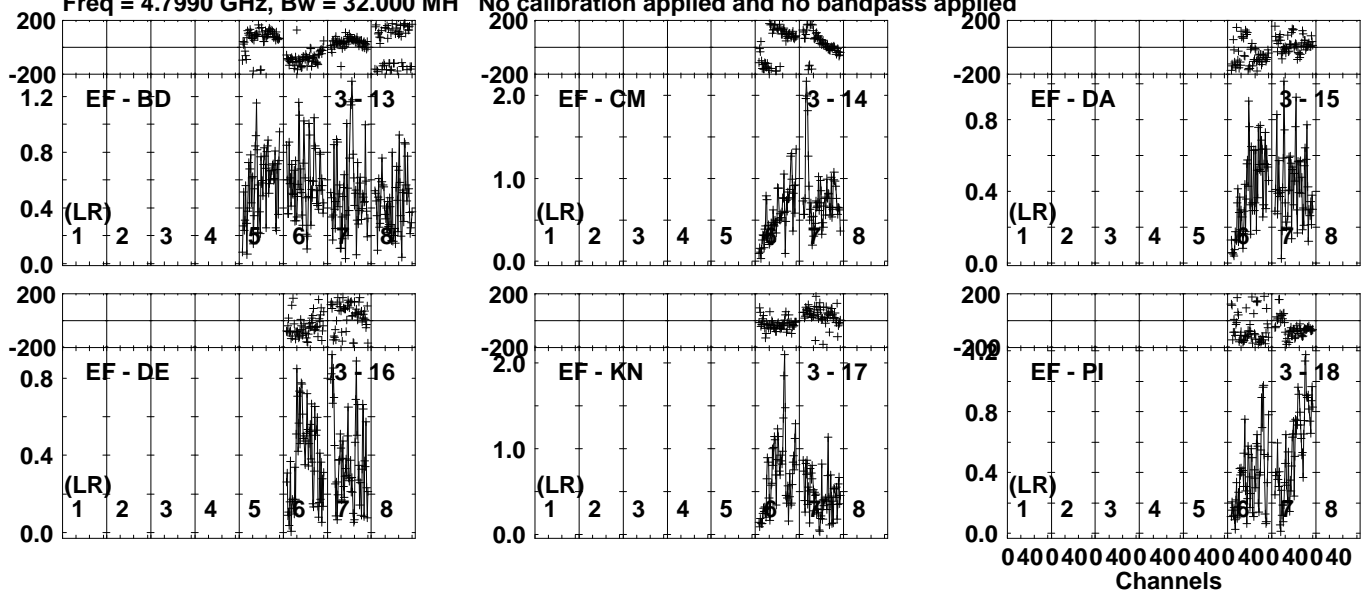 Freq = 4.7990 GHz, Bw = 32.000 MH No calibration applied and no bandpass applied
200
-200
1.2
0.8
0.4
0.0
EF - BD 3 - 13
(LR)
1 2 3 4 5 6 7 8
2.0
1.0
0.0
EF - CM 3 - 14
(LR)
1 2 3 4 5 6 7 8
200
-200
0.8
0.4
0.0
EF - DA 3 - 15
(LR)
1 2 3 4 5 6 7 8
200
-200
0.8
0.4
0.0
EF - DE 3 - 16
(LR)
1 2 3 4 5 6 7 8
2.0
1.0
0.0
EF - KN 3 - 17
(LR)
1 2 3 4 5 6 7 8
200
-200
1.2
0.8
0.4
0.0
EF - PI 3 - 18
(LR)
1 2 3 4 5 6 7 8
0 40 0 40 0 40 0 40 0 40 0 40 0 40 0 40
Channels